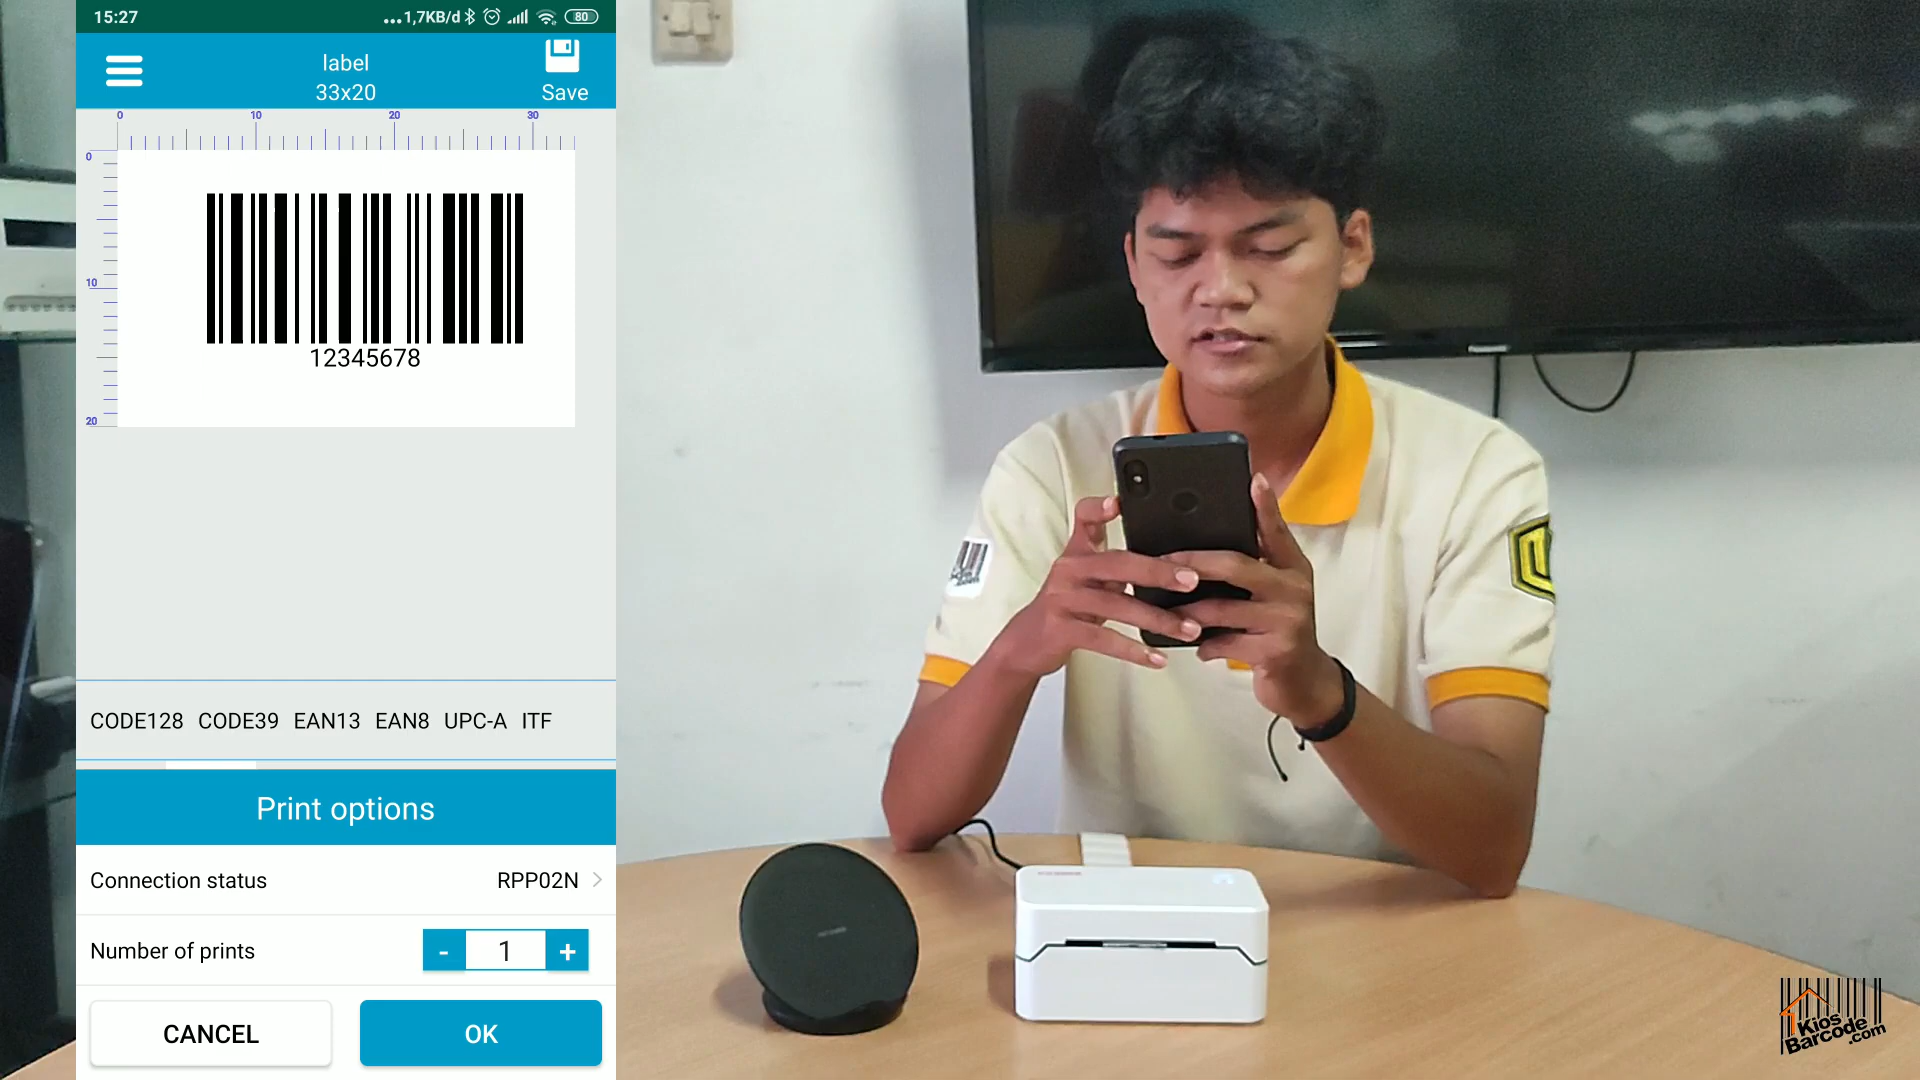 15:27
...1,7KB/d
80
label
33x20
Save
0
10
20
30
0
10
20
12345678
CODE128 CODE39 EAN13 EAN8 UPC-A ITF
Print options
Connection status
RPP02N
Number of prints
- 1 +
CANCEL
OK
Kios
Barcode.com